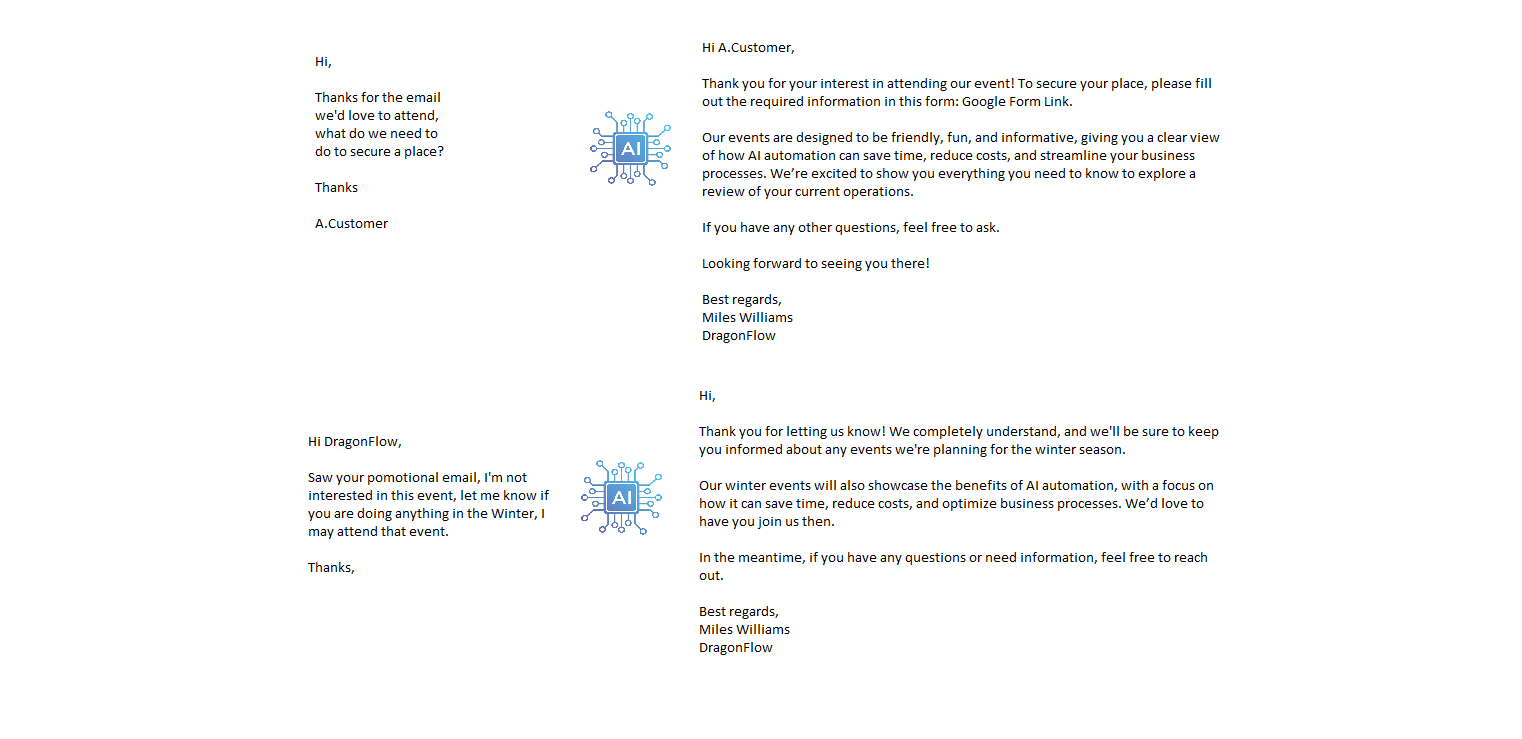 Hi,
Thanks for the email
we'd love to attend,
what do we need to
do to secure a place?
Thanks
A.Customer
AI
Hi A.Customer,
Thank you for your interest in attending our event! To secure your place, please fill
out the required information in this form: Google Form Link.
Our events are designed to be friendly, fun, and informative, giving you a clear view
of how AI automation can save time, reduce costs, and streamline your business
processes. We’re excited to show you everything you need to know to explore a
review of your current operations.
If you have any other questions, feel free to ask.
Looking forward to seeing you there!
Best regards,
Miles Williams
DragonFlow
Hi DragonFlow,
Saw your pomotional email, I'm not
interested in this event, let me know if
you are doing anything in the Winter, I
may attend that event.
Thanks,
AI
Hi,
Thank you for letting us know! We completely understand, and we'll be sure to keep
you informed about any events we're planning for the winter season.
Our winter events will also showcase the benefits of AI automation, with a focus on
how it can save time, reduce costs, and optimize business processes. We’d love to
have you join us then.
In the meantime, if you have any questions or need information, feel free to reach
out.
Best regards,
Miles Williams
DragonFlow